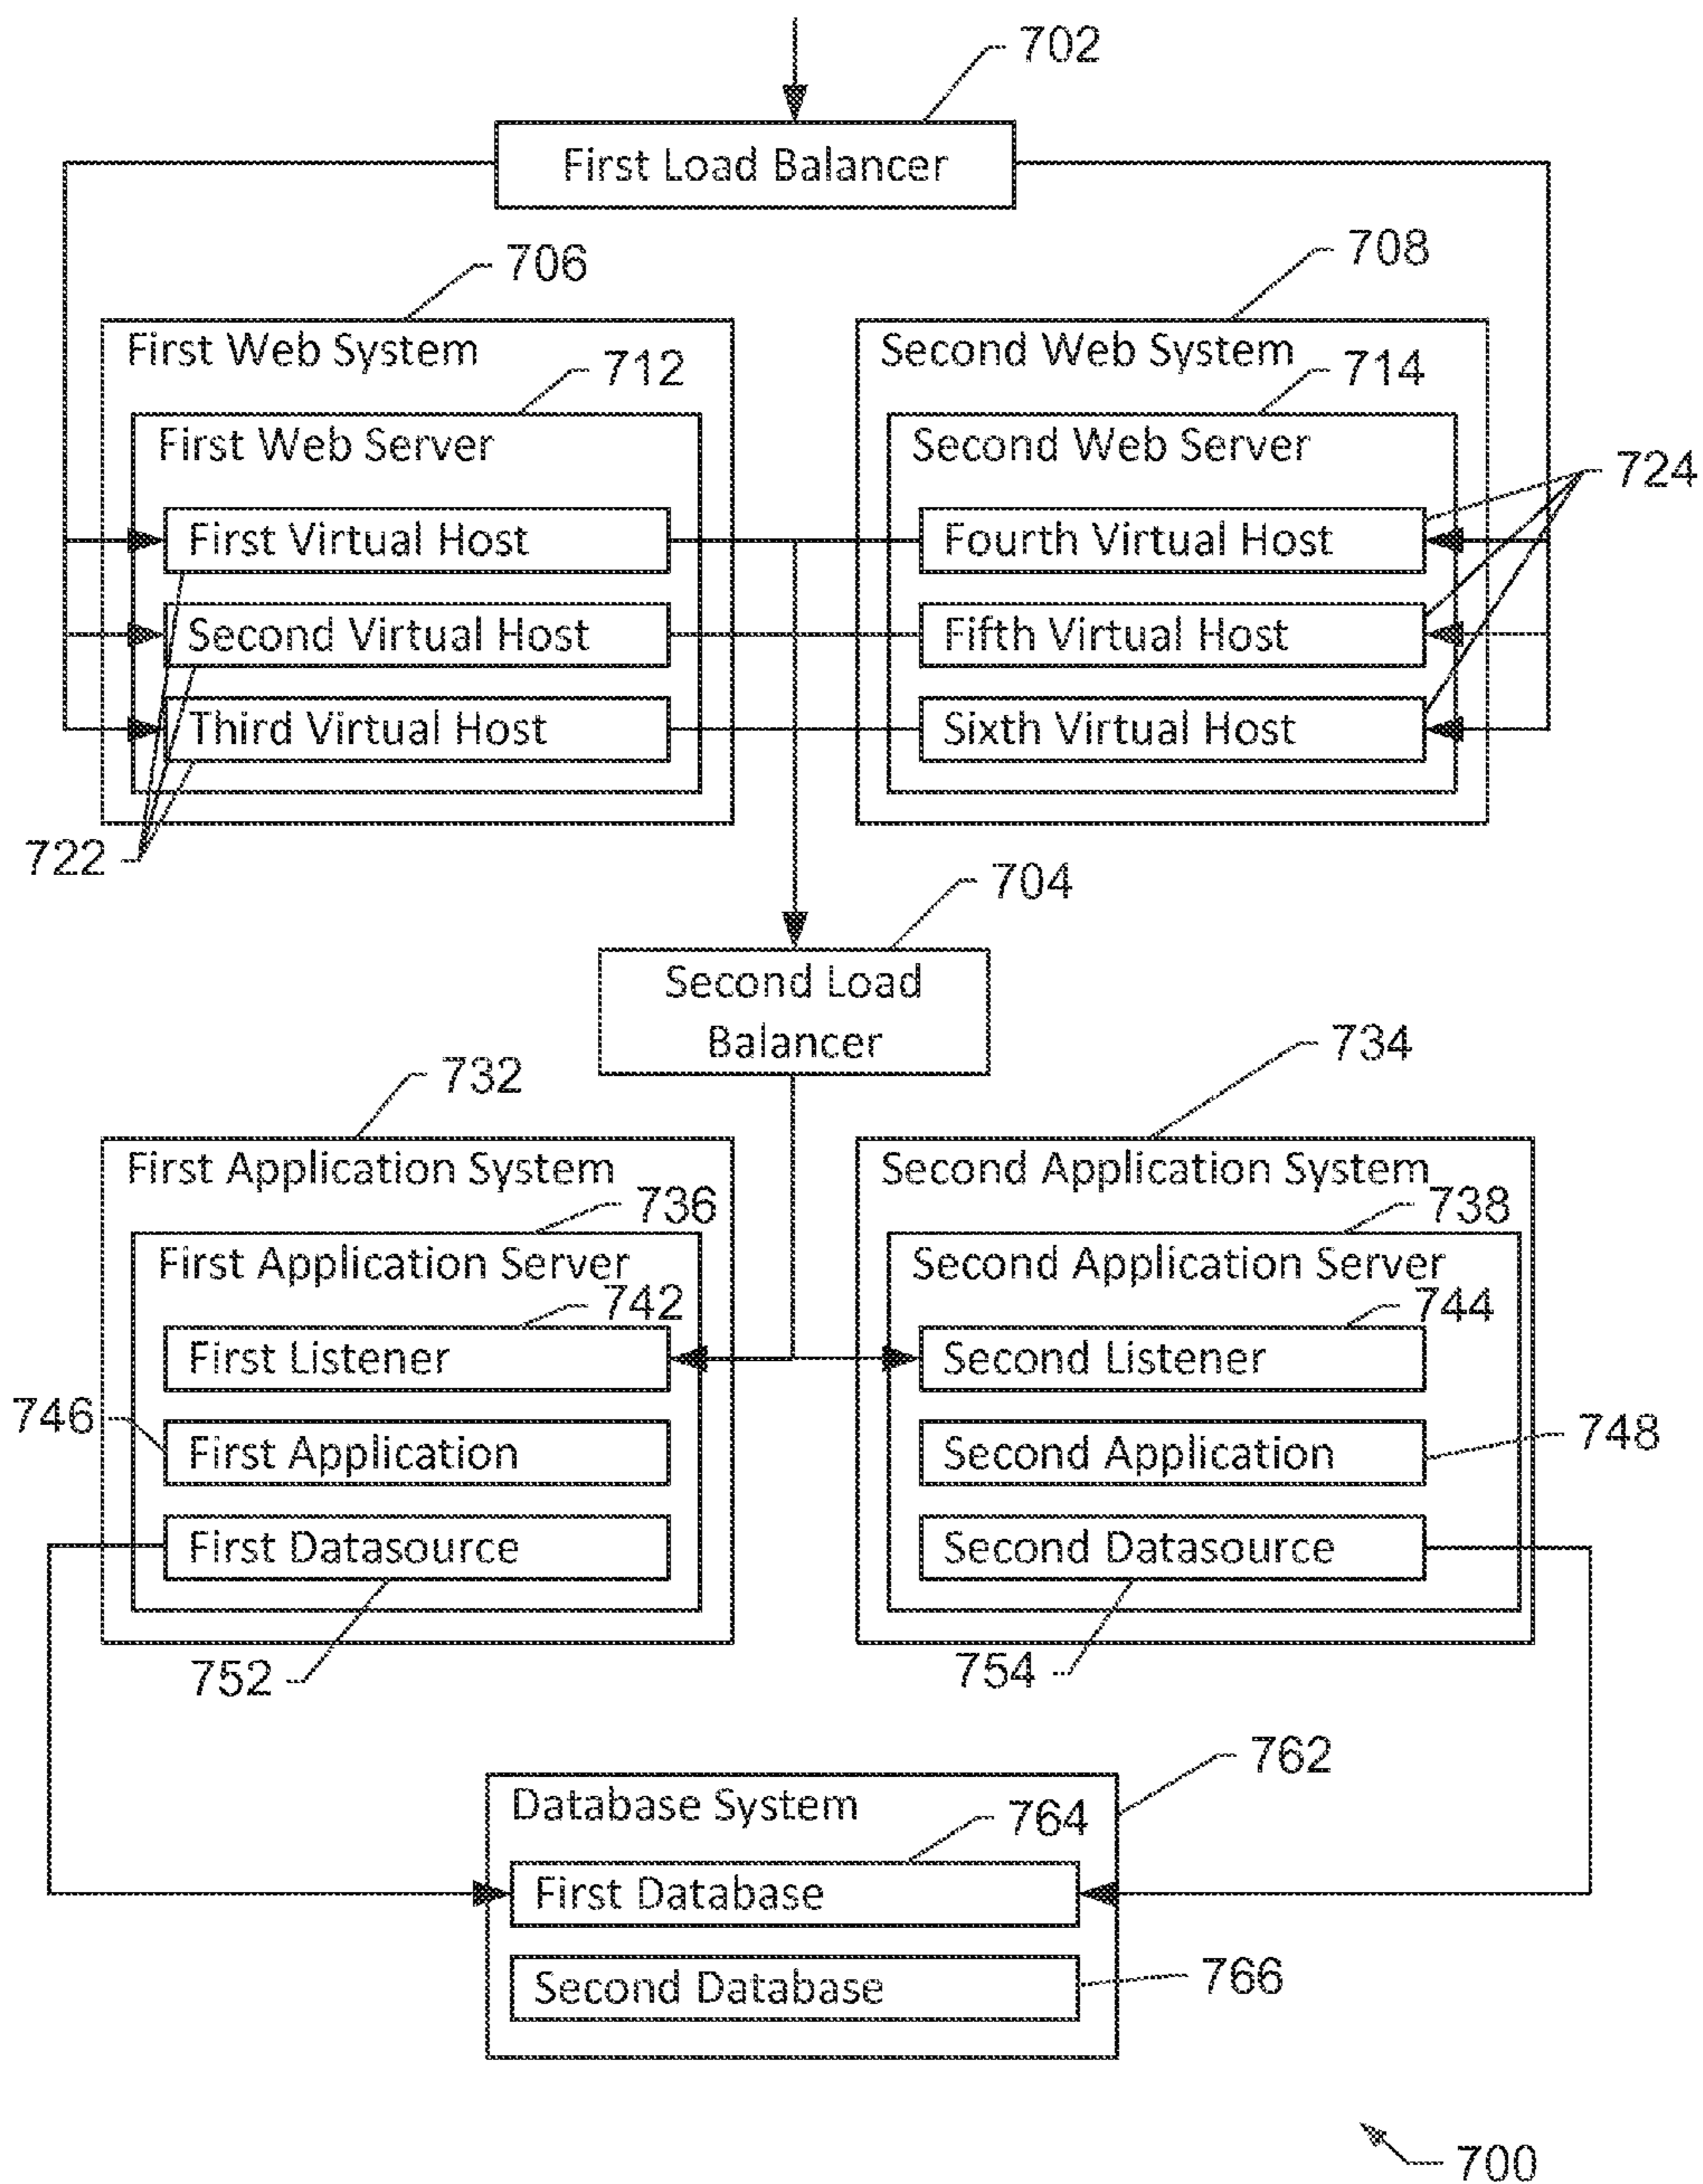 702
First Load Balancer
706
708
First Web System
Second Web System
712
714
First Web Server
Second Web Server
724
First Virtual Host
Fourth Virtual Host
Second Virtual Host
Fifth Virtual Host
Third Virtual Host
Sixth Virtual Host
722
704
Second Load
Balancer
732
734
First Application System
Second Application System
736
738
First Application Server
Second Application Server
742
744
First Listener
Second Listener
746
748
First Application
Second Application
First Datasource
Second Datasource
752
754
762
Database System
764
First Database
Second Database
766
700